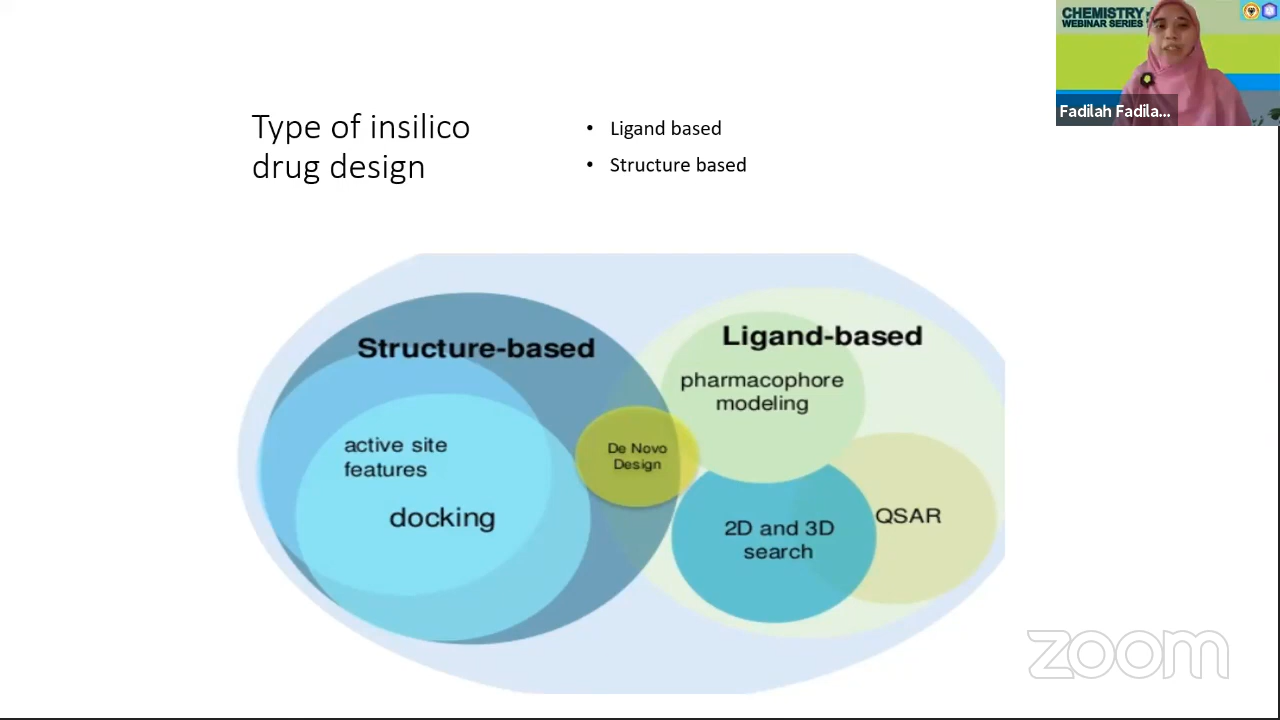 CHEMISTRY
WEBINAR SERIES
Fadilah Fadila...
Type of insilico
drug design
• Ligand based
• Structure based
Structure-based
Ligand-based
pharmacophore
modeling
active site
features
De Novo
Design
docking
2D and 3D
search
QSAR
zoom